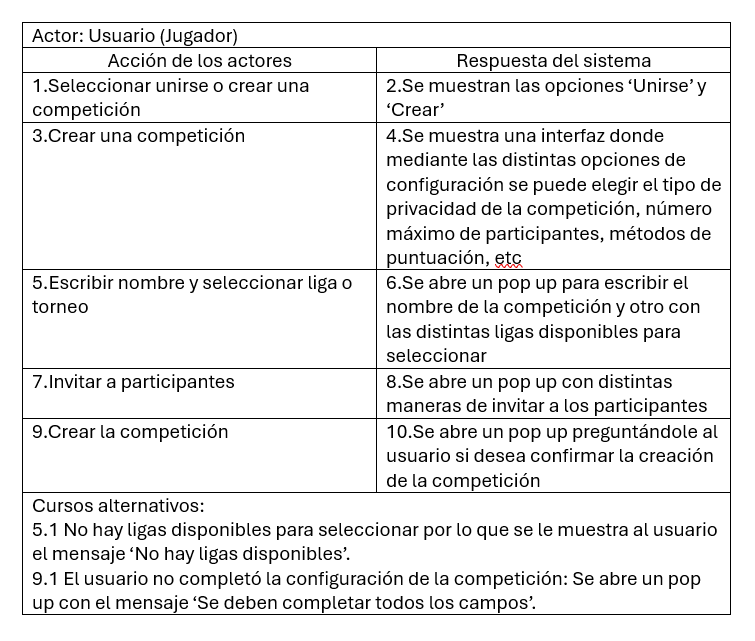 Actor: Usuario (Jugador)
Acción de los actores
Respuesta del sistema
1.Seleccionar unirse o crear una
competición
2.Se muestran las opciones ‘Unirse’ y
‘Crear’
3.Crear una competición
4.Se muestra una interfaz donde
mediante las distintas opciones de
configuración se puede elegir el tipo de
privacidad de la competición, número
máximo de participantes, métodos de
puntuación, etc
5.Escribir nombre y seleccionar liga o
torneo
6.Se abre un pop up para escribir el
nombre de la competición y otro con
las distintas ligas disponibles para
seleccionar
7.Invitar a participantes
8.Se abre un pop up con distintas
maneras de invitar a los participantes
9.Crear la competición
10.Se abre un pop up preguntándole al
usuario si desea confirmar la creación
de la competición
Cursos alternativos:
5.1 No hay ligas disponibles para seleccionar por lo que se le muestra al usuario
el mensaje ‘No hay ligas disponibles’.
9.1 El usuario no completó la configuración de la competición: Se abre un pop
up con el mensaje ‘Se deben completar todos los campos’.